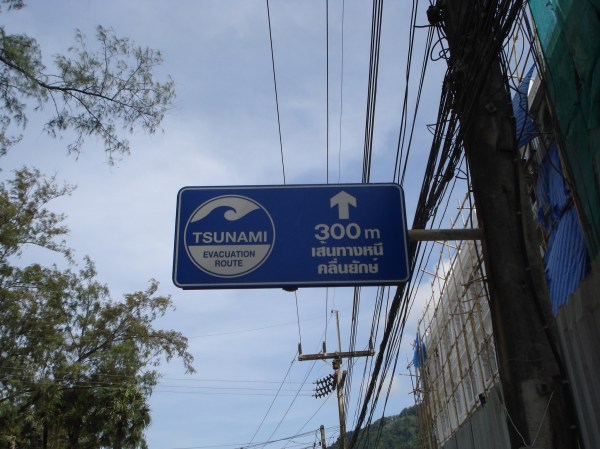 TSUNAMI
EVACUATION
ROUTE
300 m
เส้นทางหนี
คลื่นยักษ์